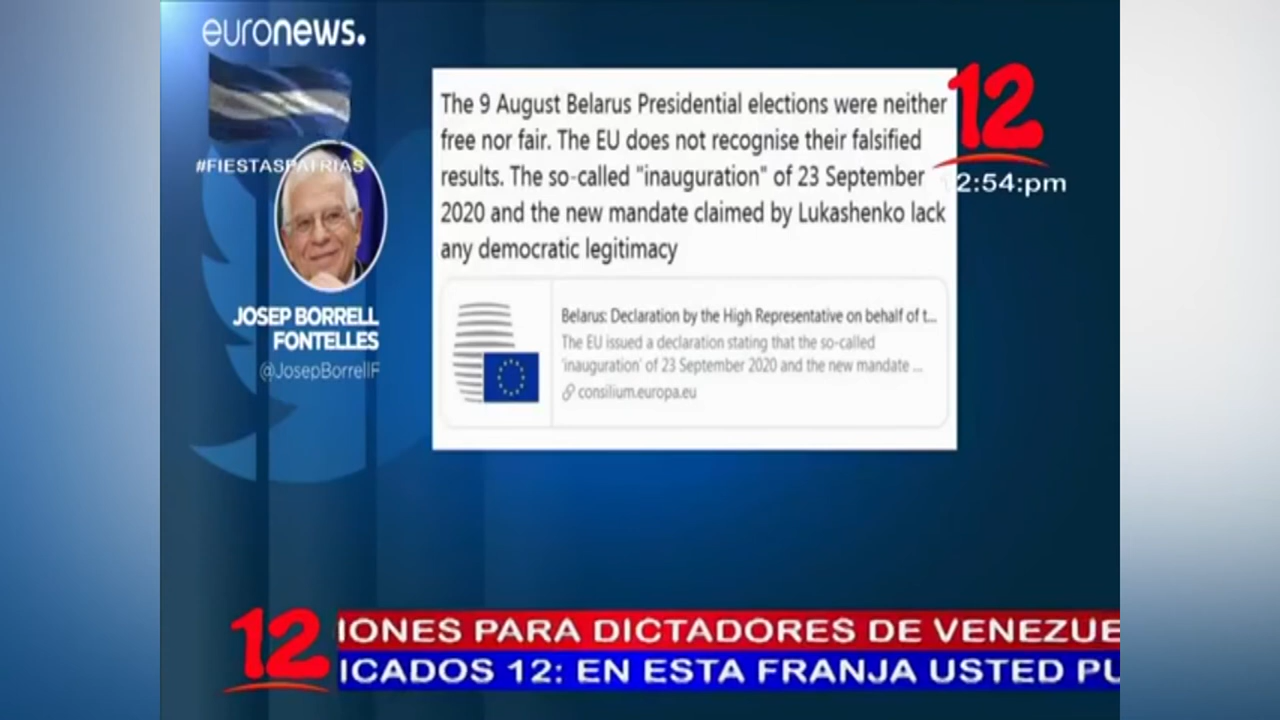 euronews.
#FIESTASPATRIAS
12
2:54:pm
The 9 August Belarus Presidential elections were neither
free nor fair. The EU does not recognise their falsified
results. The so-called "inauguration" of 23 September
2020 and the new mandate claimed by Lukashenko lack
any democratic legitimacy
JOSEP BORRELL
FONTELLES
@JosepBorrellF
Belarus: Declaration by the High Representative on behalf of t...
The EU issued a declaration stating that the so-called
'inauguration' of 23 September 2020 and the new mandate ...
consilium.europa.eu
12
IONES PARA DICTADORES DE VENEZUE
ICADOS 12: EN ESTA FRANJA USTED PU